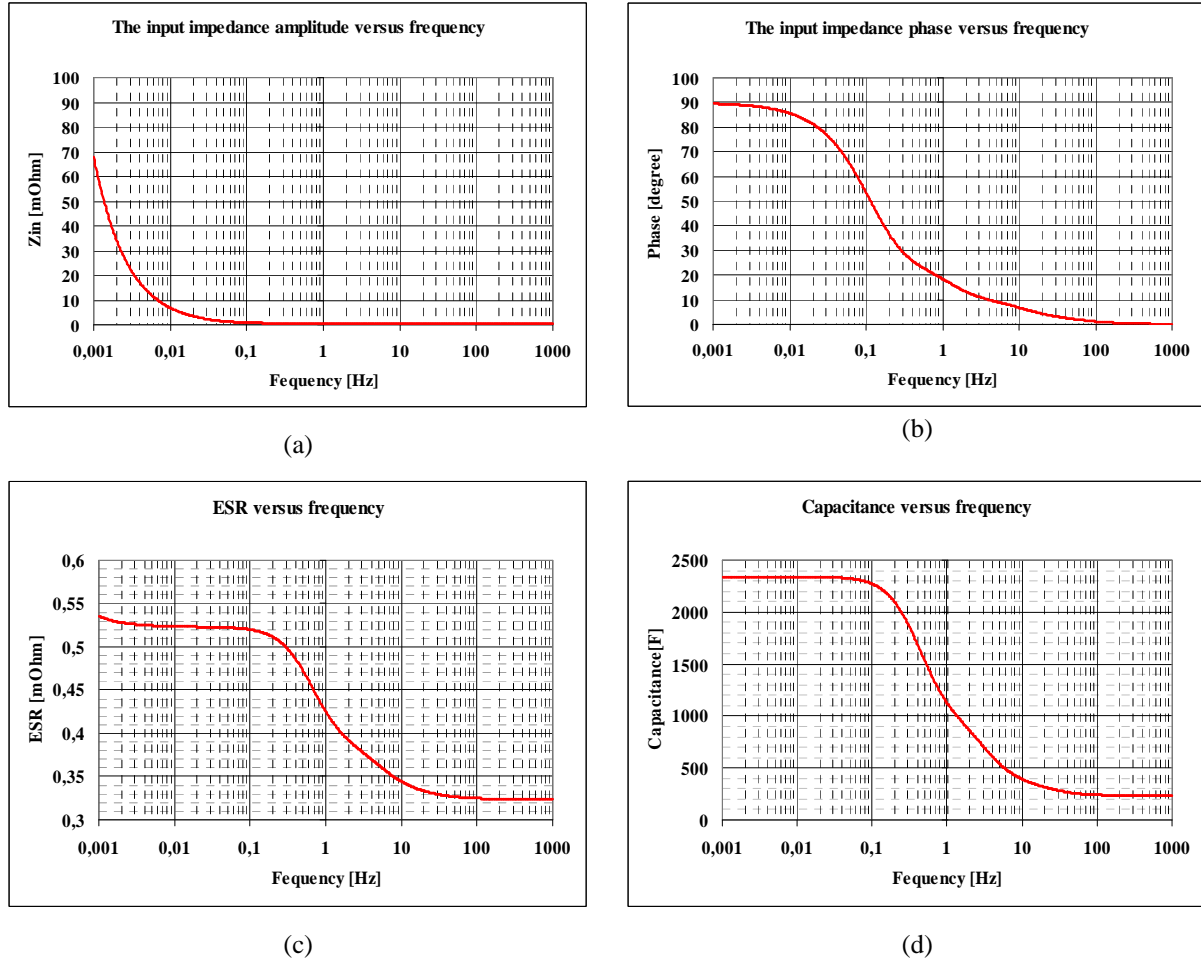 The input impedance amplitude versus frequency
100
90
80
70
60
50
40
30
20
10
0
Zin [mOhm]
0,001 0,01 0,1 1 10 100 1000
Fequency [Hz]
(a)
The input impedance phase versus frequency
100
90
80
70
60
50
40
30
20
10
0
Phase [degree]
0,001 0,01 0,1 1 10 100 1000
Fequency [Hz]
(b)
ESR versus frequency
0,6
0,55
0,5
0,45
0,4
0,35
0,3
ESR [mOhm]
0,001 0,01 0,1 1 10 100 1000
Fequency [Hz]
(c)
Capacitance versus frequency
2500
2000
1500
1000
500
0
Capacitance[F]
0,001 0,01 0,1 1 10 100 1000
Fequency [Hz]
(d)